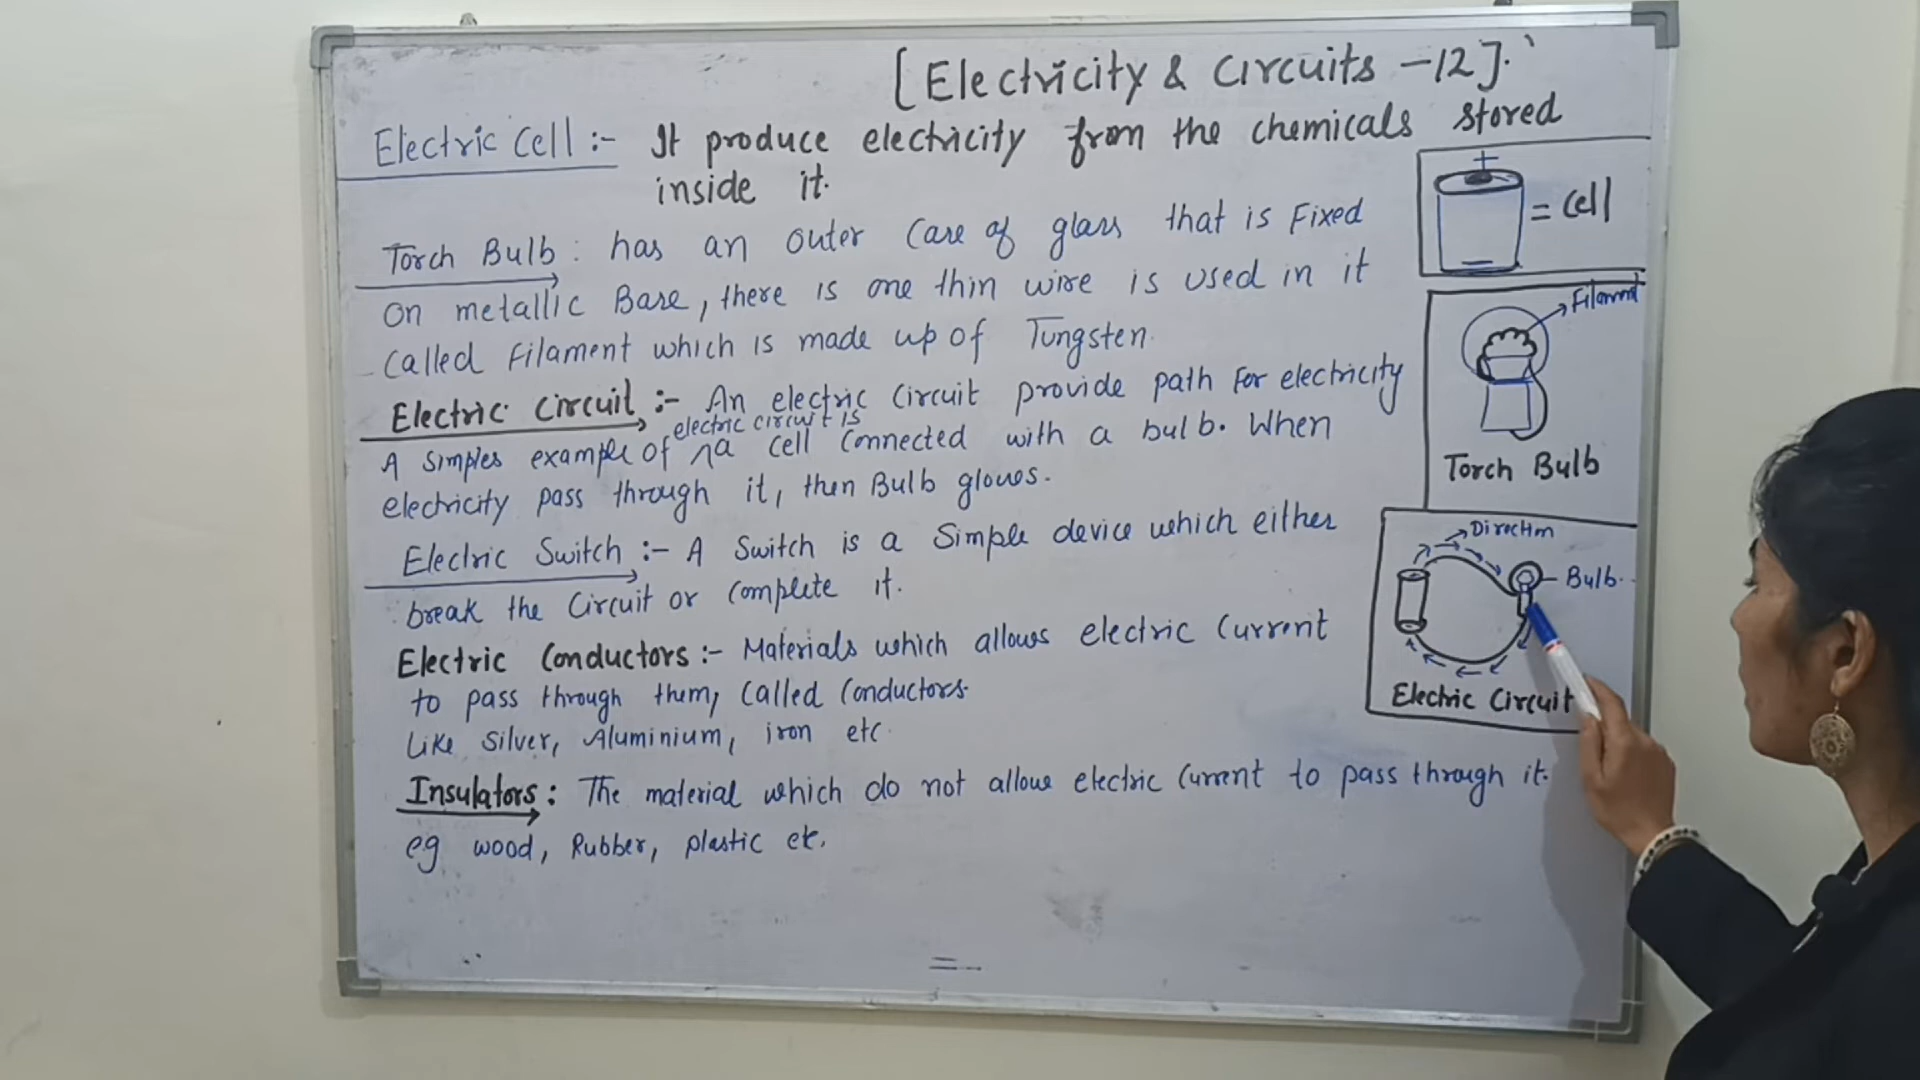 [Electricity & Circuits -12].
Electric Cell :- It produce electricity from the chemicals stored
inside it.
+
= Cell
Torch Bulb : has an outer Case of glass that is Fixed
on metallic Base, there is one thin wire is used in it
Called Filament which is made up of Tungsten.
Filament
Torch Bulb
Electric Circuit :- An electric Circuit provide path For electricity
electric circuit is
A simples example of a cell Connected with a bulb. When
electricity pass through it, then Bulb glows.
Electric Switch :- A Switch is a Simple device which either
break the Circuit or Complete it.
Direction
Bulb.
Electric Circuit
Electric Conductors :- Materials which allows electric Current
to pass through them, Called Conductors.
Like Silver, Aluminium, iron etc.
Insulators : The material which do not allow electric Current to pass through it.
eg wood, Rubber, plastic etc.